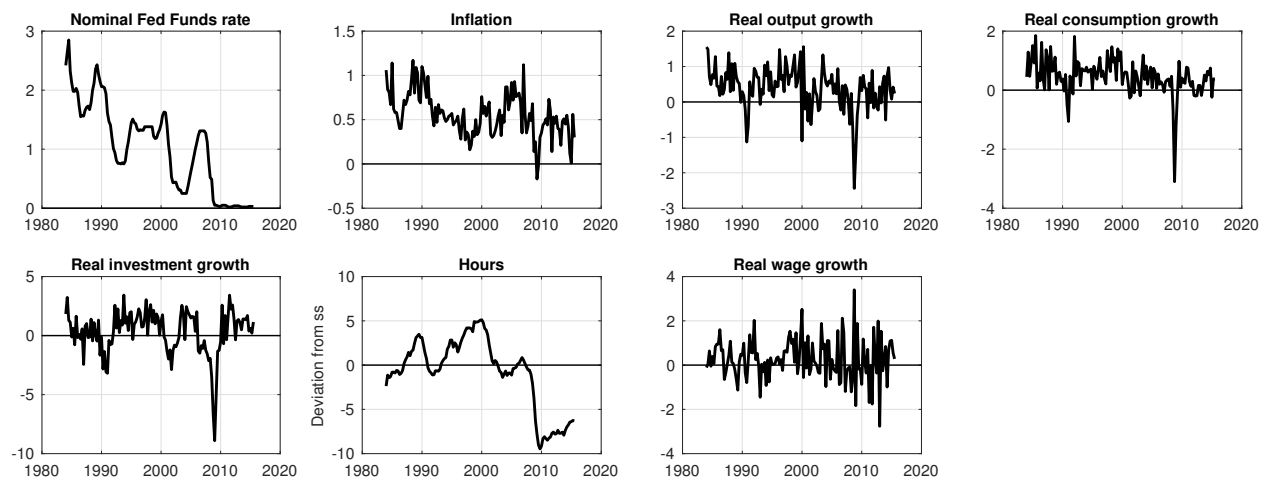 Nominal Fed Funds rate
3
2
1
0
1980 1990 2000 2010 2020
Inflation
1.5
1
0.5
0
-0.5
1980 1990 2000 2010 2020
Real output growth
2
1
0
-1
-2
-3
1980 1990 2000 2010 2020
Real consumption growth
2
0
-2
-4
1980 1990 2000 2010 2020
Real investment growth
5
0
-5
-10
1980 1990 2000 2010 2020
Hours
Deviation from ss
10
5
0
-5
-10
1980 1990 2000 2010 2020
Real wage growth
4
2
0
-2
-4
1980 1990 2000 2010 2020